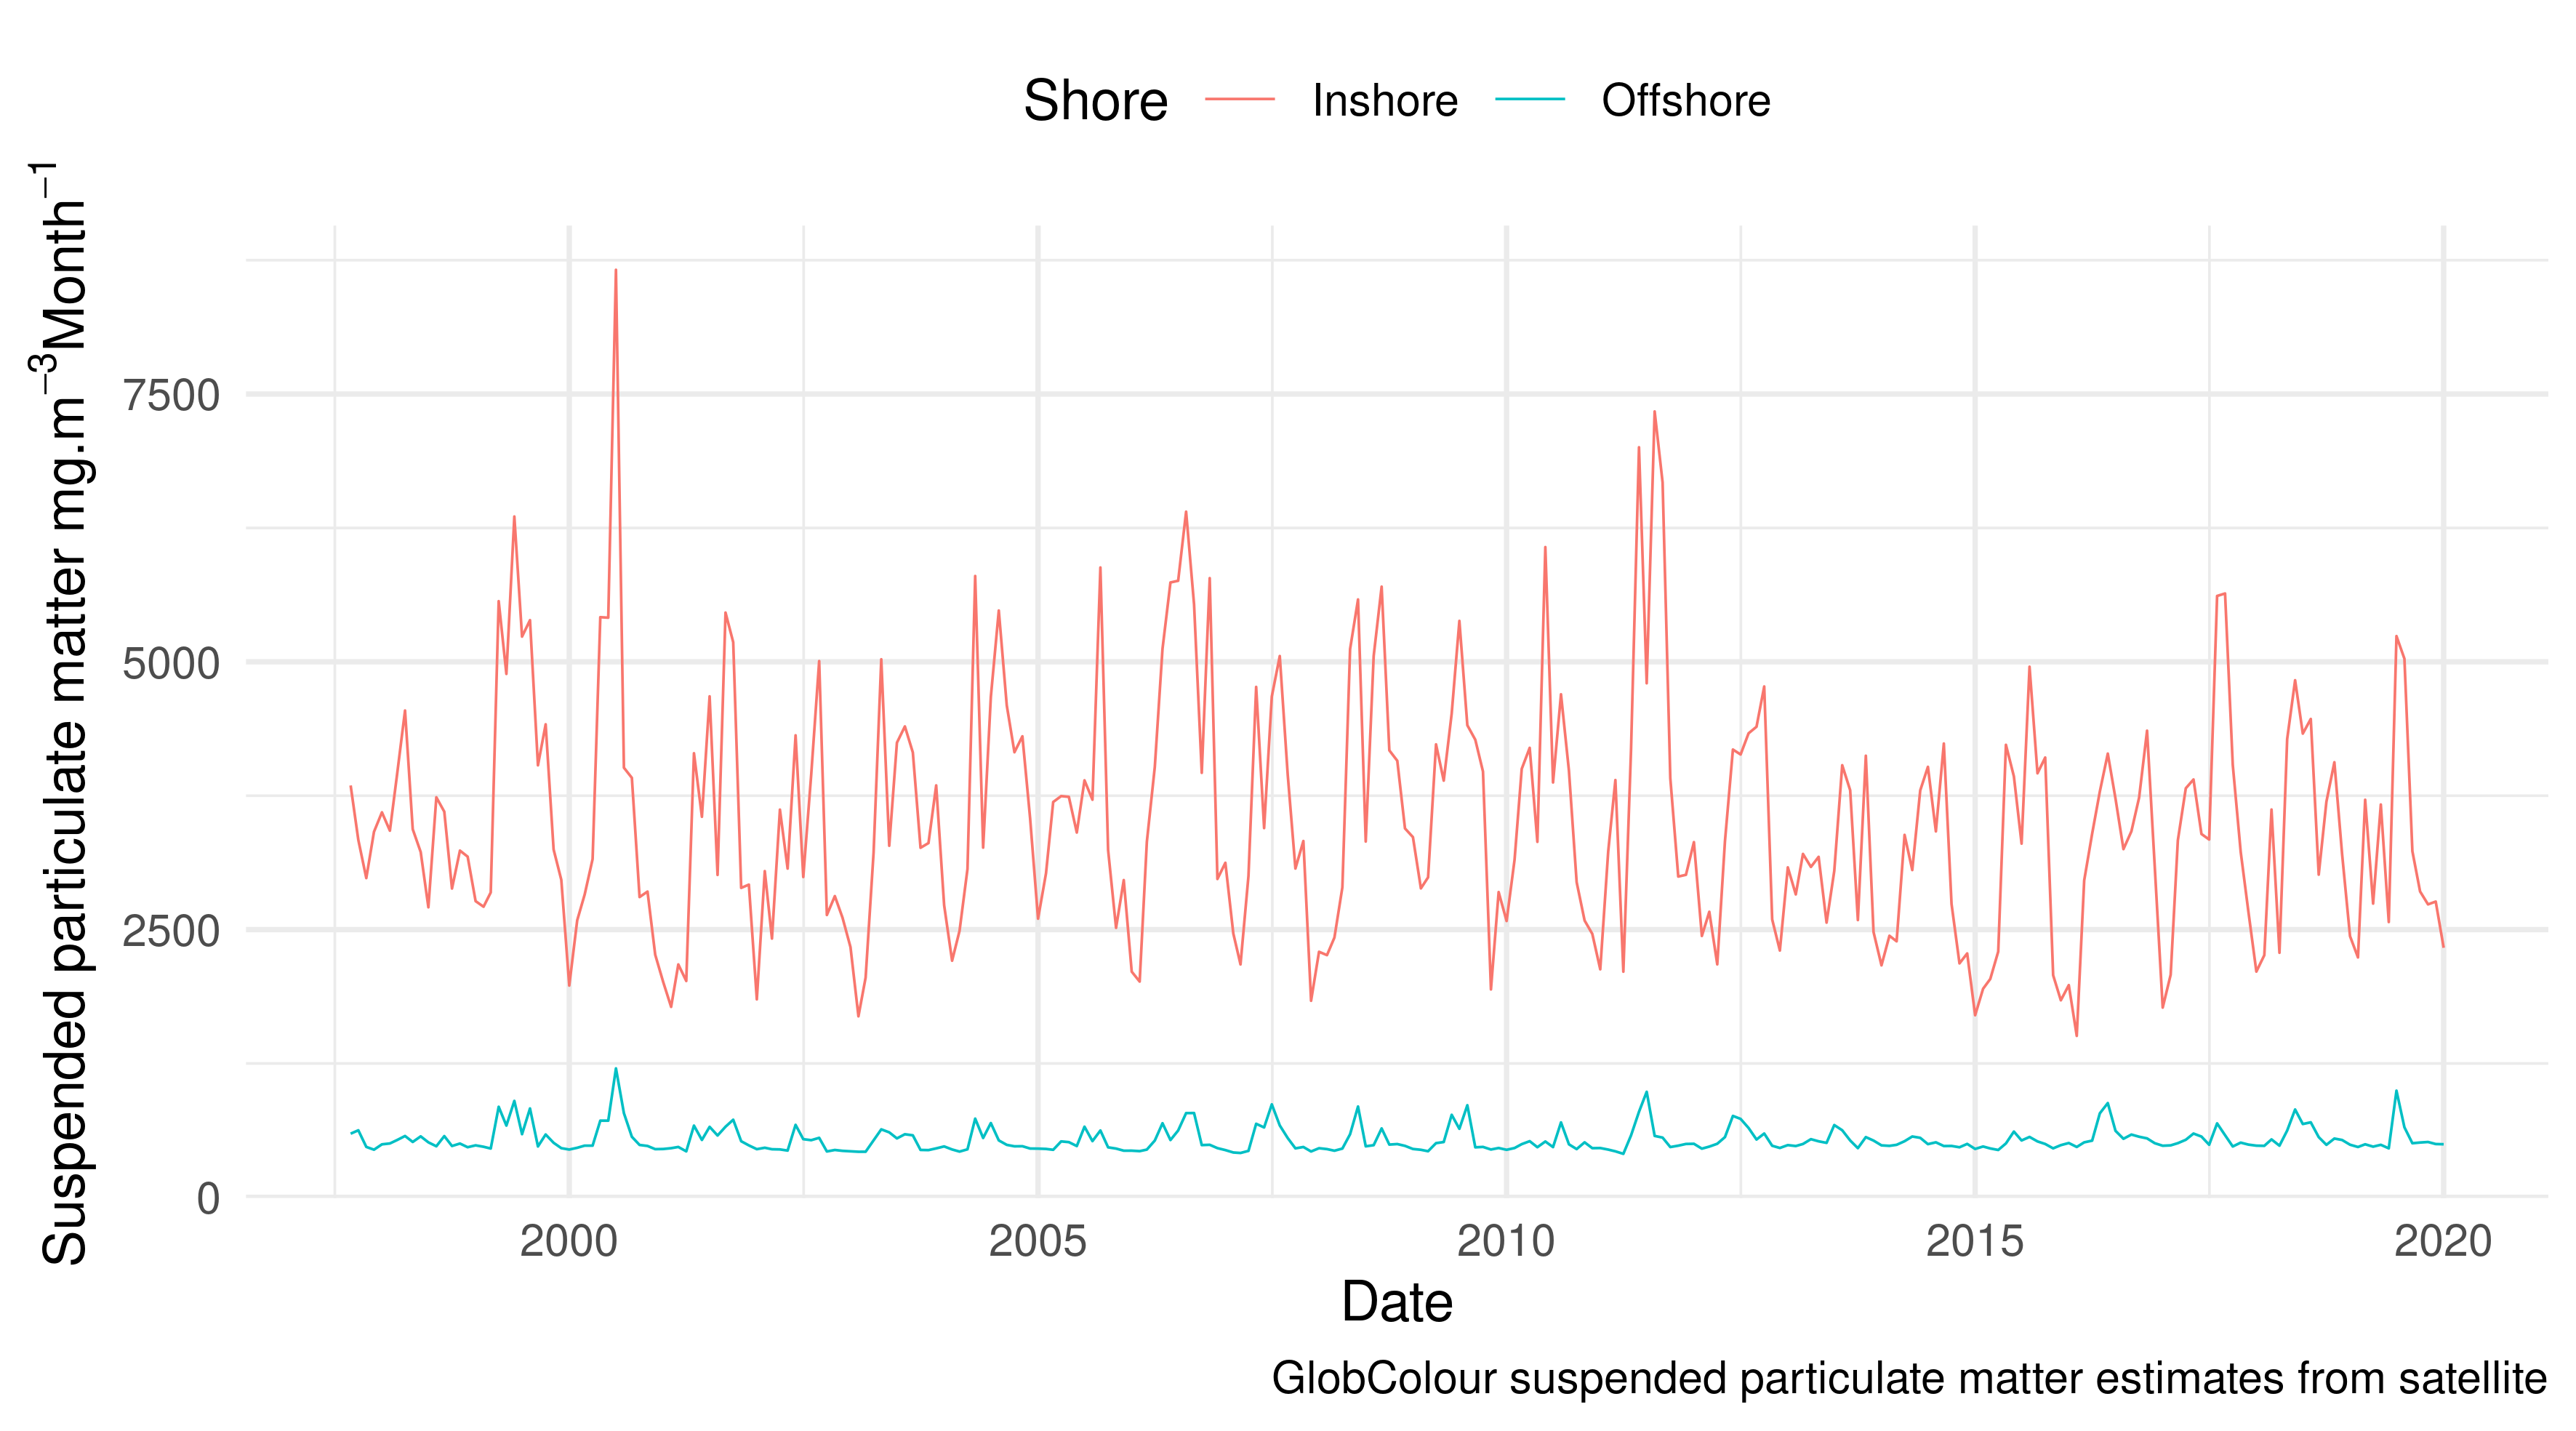 Shore Inshore Offshore
Suspended particulate matter mg.m⁻³Month⁻¹
7500
5000
2500
0
2000 2005 2010 2015 2020
Date
GlobColour suspended particulate matter estimates from satellite